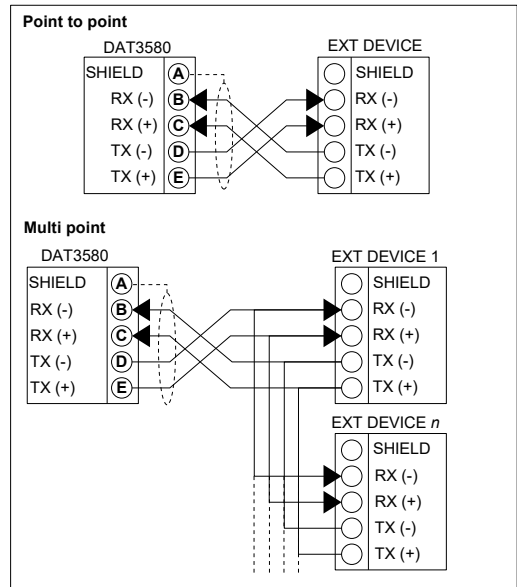 Point to point
DAT3580
EXT DEVICE
SHIELD A SHIELD
RX (-) B RX (-)
RX (+) C RX (+)
TX (-) D TX (-)
TX (+) E TX (+)
Multi point
DAT3580
EXT DEVICE 1
SHIELD A SHIELD
RX (-) B RX (-)
RX (+) C RX (+)
TX (-) D TX (-)
TX (+) E TX (+)
EXT DEVICE n
SHIELD
RX (-)
RX (+)
TX (-)
TX (+)